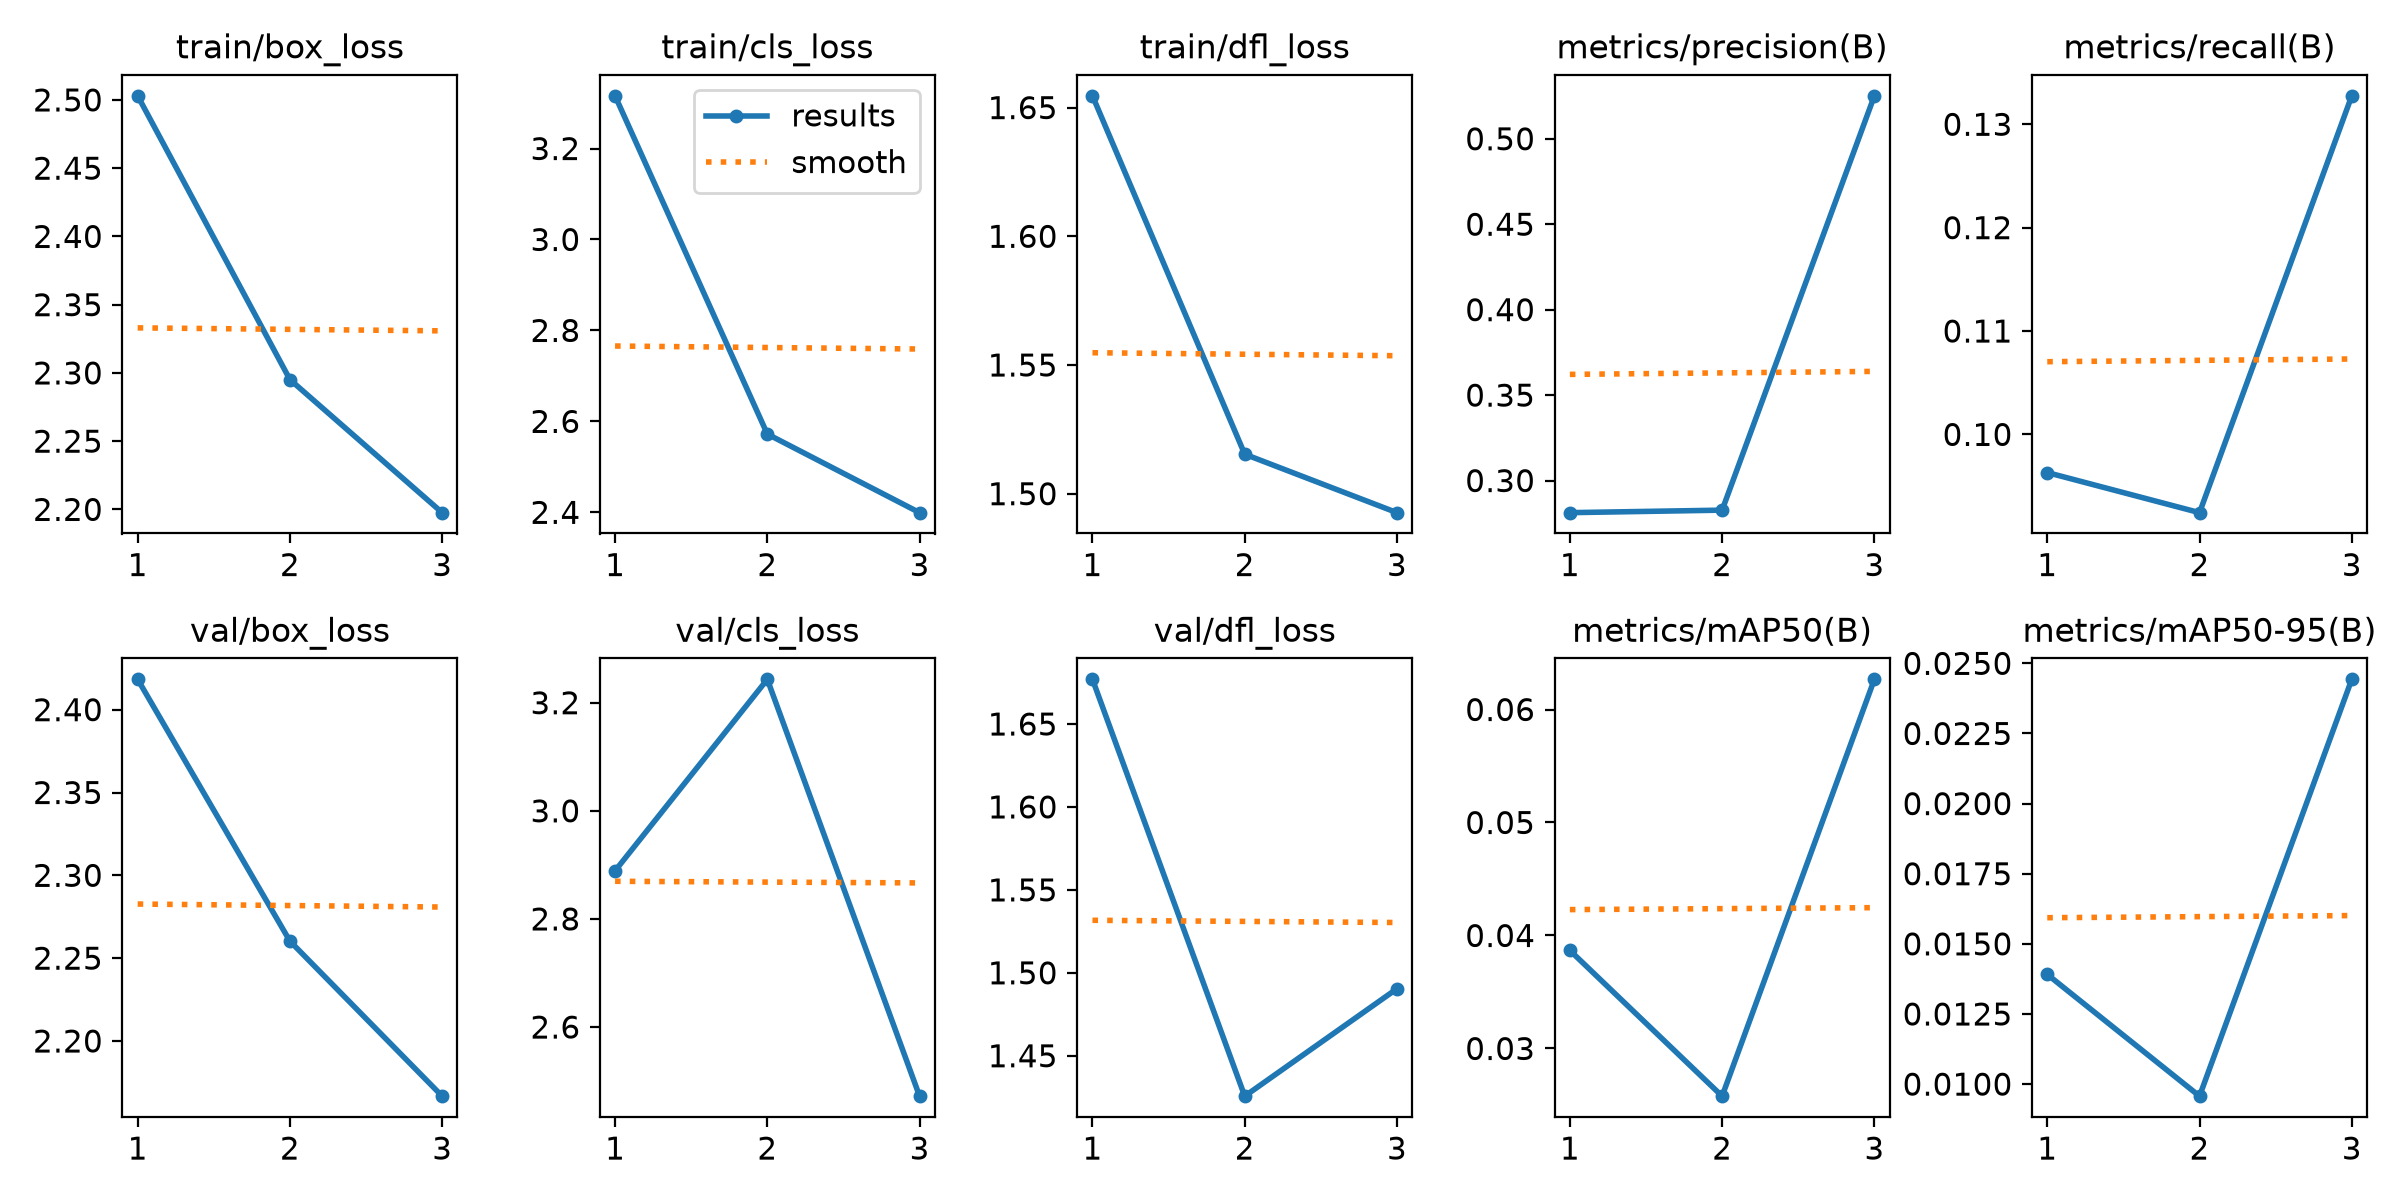 train/box_loss
2.50
2.45
2.40
2.35
2.30
2.25
2.20
1 2 3
train/cls_loss
results
smooth
3.2
3.0
2.8
2.6
2.4
1 2 3
train/dfl_loss
1.65
1.60
1.55
1.50
1 2 3
metrics/precision(B)
0.50
0.45
0.40
0.35
0.30
1 2 3
metrics/recall(B)
0.13
0.12
0.11
0.10
1 2 3
val/box_loss
2.40
2.35
2.30
2.25
2.20
1 2 3
val/cls_loss
3.2
3.0
2.8
2.6
1 2 3
val/dfl_loss
1.65
1.60
1.55
1.50
1.45
1 2 3
metrics/mAP50(B)
0.06
0.05
0.04
0.03
1 2 3
metrics/mAP50-95(B)
0.0250
0.0225
0.0200
0.0175
0.0150
0.0125
0.0100
1 2 3